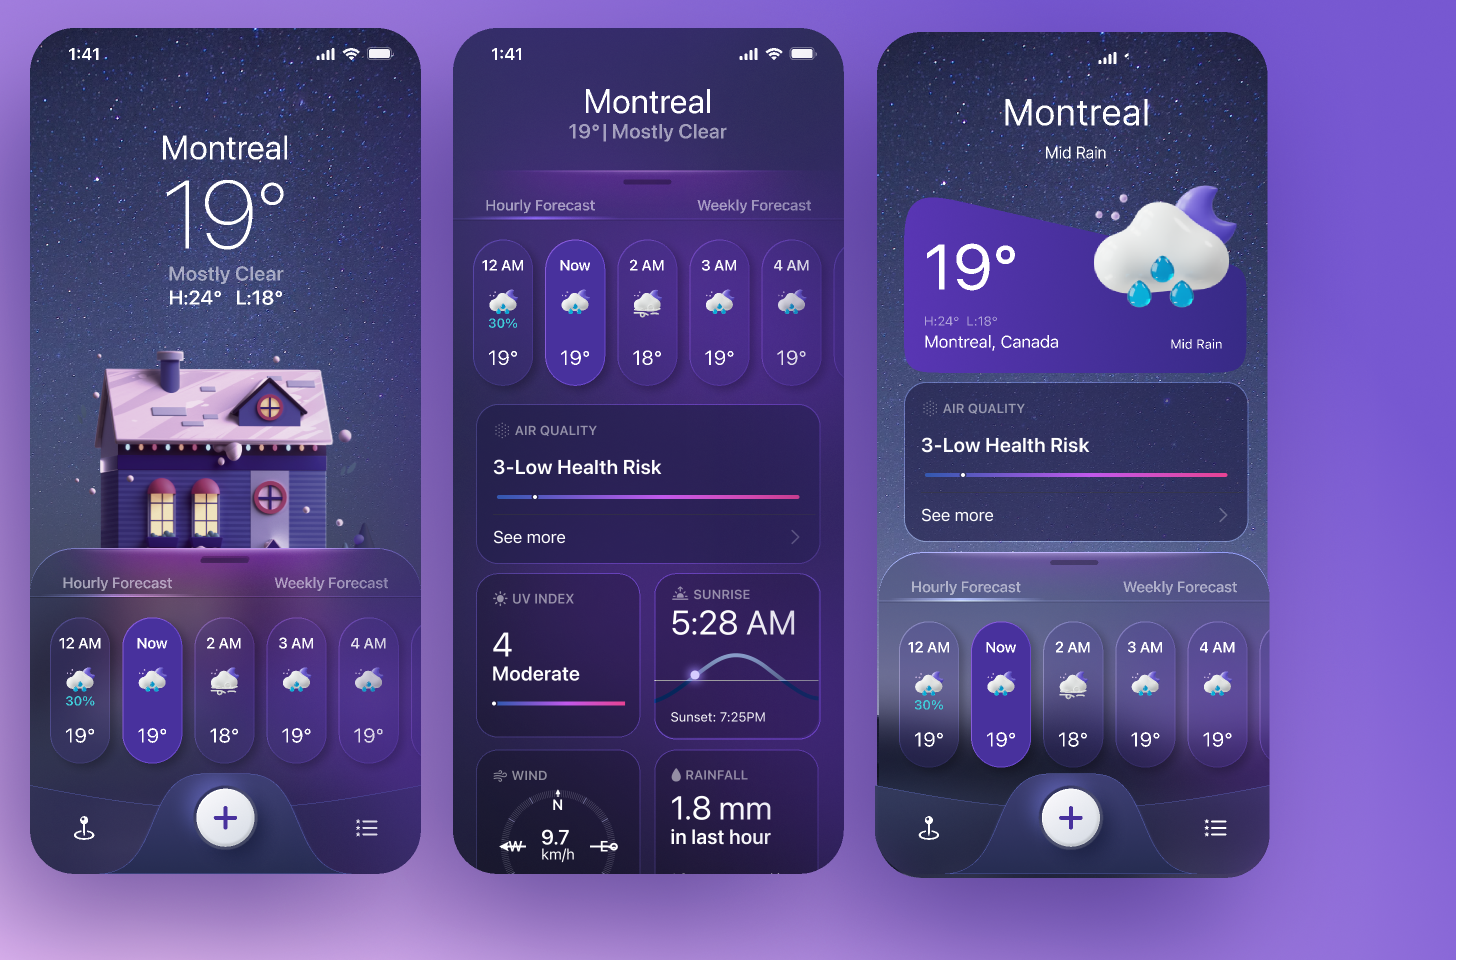 1:41
Montreal
19°
Mostly Clear
H:24° L:18°
Hourly Forecast Weekly Forecast
12 AM Now 2 AM 3 AM 4 AM
30%
19° 19° 18° 19° 19°
1:41
Montreal
19° | Mostly Clear
Hourly Forecast Weekly Forecast
12 AM Now 2 AM 3 AM 4 AM
30%
19° 19° 18° 19° 19°
AIR QUALITY
3-Low Health Risk
See more
UV INDEX
4
Moderate
SUNRISE
5:28 AM
Sunset: 7:25PM
WIND
N
W 9.7 E
km/h
RAINFALL
1.8 mm
in last hour
Montreal
Mid Rain
19°
H:24° L:18°
Montreal, Canada Mid Rain
AIR QUALITY
3-Low Health Risk
See more
Hourly Forecast Weekly Forecast
12 AM Now 2 AM 3 AM 4 AM
30%
19° 19° 18° 19° 19°